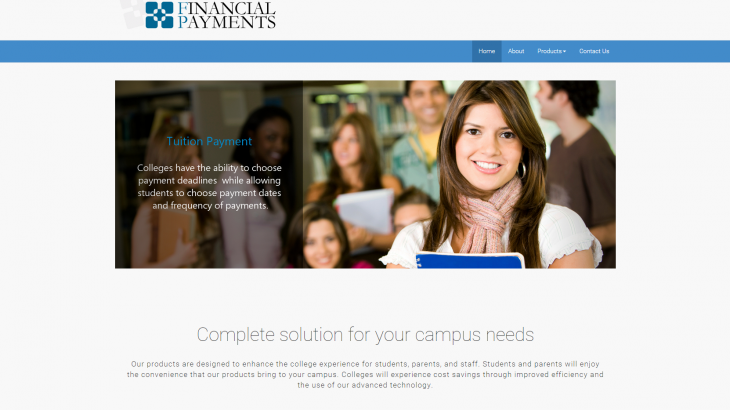 FINANCIAL
PAYMENTS
Home About Products Contact Us
Tuition Payment
Colleges have the ability to choose
payment deadlines while allowing
students to choose payment dates
and frequency of payments.
Complete solution for your campus needs
Our products are designed to enhance the college experience for students, parents, and staff. Students and parents will enjoy
the convenience that our products bring to your campus. Colleges will experience cost savings through improved efficiency and
the use of our advanced technology.